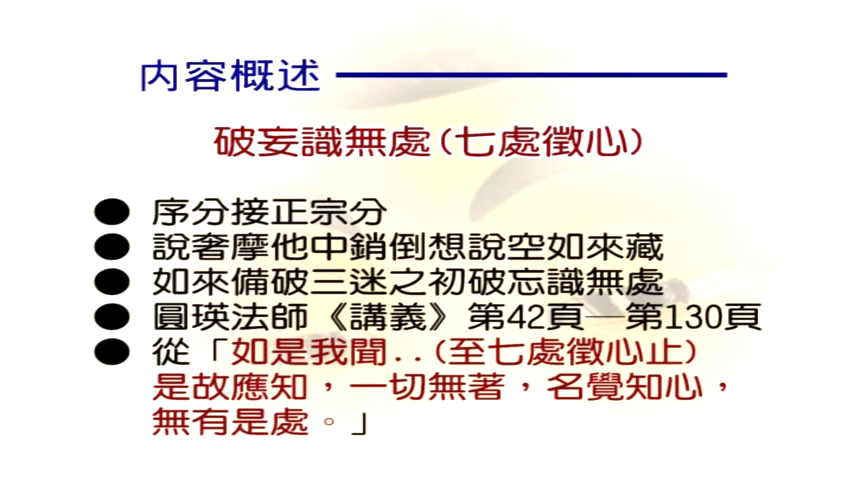 内容概述
破妄識無處(七處徵心)
● 序分接正宗分
● 說奢摩他中銷倒想說空如來藏
● 如來備破三迷之初破忘識無處
● 圓瑛法師《講義》第42頁—第130頁
● 從「如是我聞..(至七處徵心止)
是故應知，一切無著，名覺知心，
無有是處。」